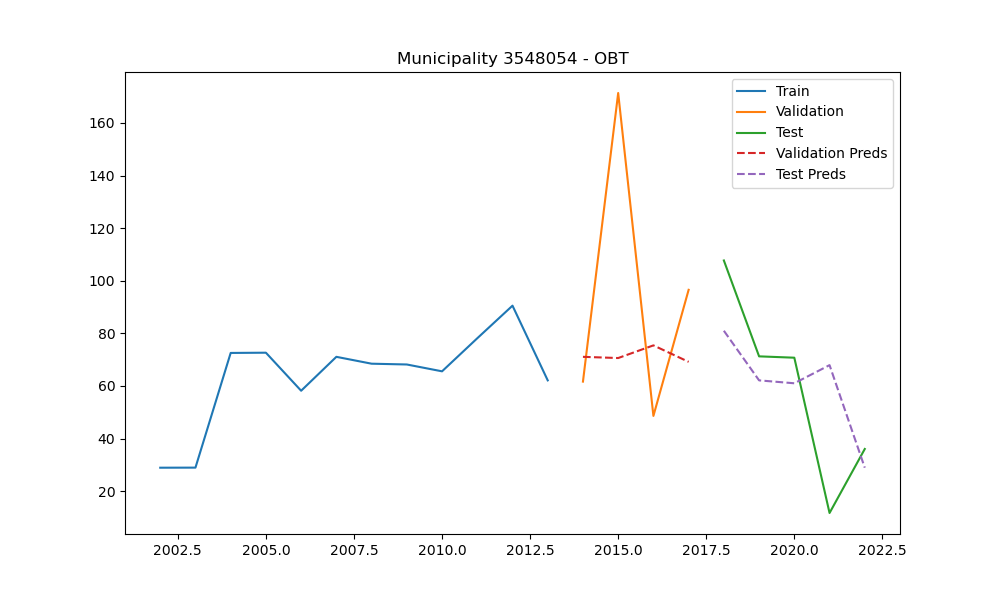 Municipality 3548054 - OBT
Train
Validation
Test
Validation Preds
Test Preds
160
140
120
100
80
60
40
20
2002.5 2005.0 2007.5 2010.0 2012.5 2015.0 2017.5 2020.0 2022.5